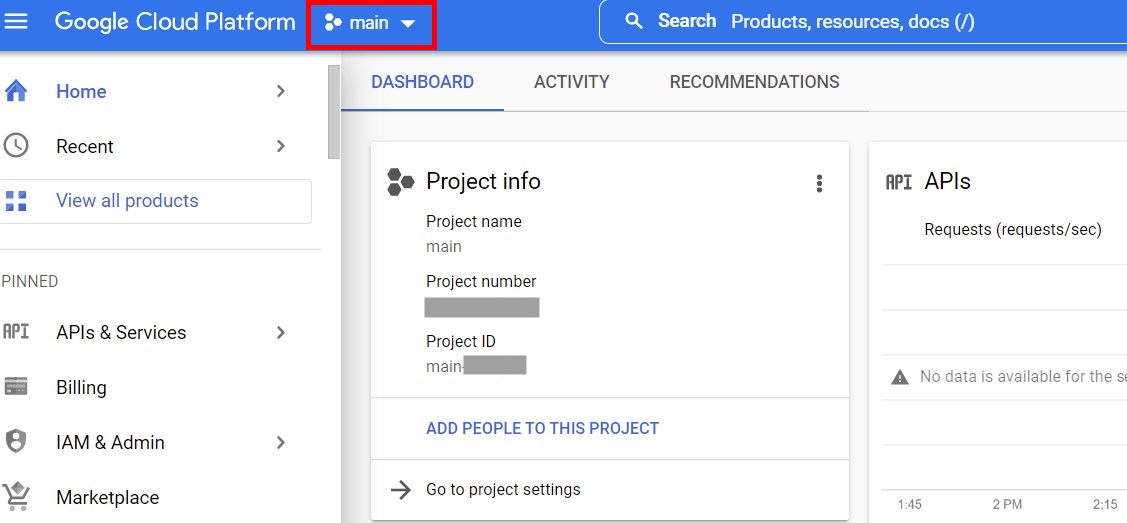 Google Cloud Platform
main
Search Products, resources, docs (/)
Home
Recent
View all products
PINNED
API APIs & Services
Billing
IAM & Admin
Marketplace
DASHBOARD
ACTIVITY
RECOMMENDATIONS
Project info
Project name
main
Project number
Project ID
main-
ADD PEOPLE TO THIS PROJECT
Go to project settings
API APIs
Requests (requests/sec)
No data is available for the se
1:45
2 PM
2:15